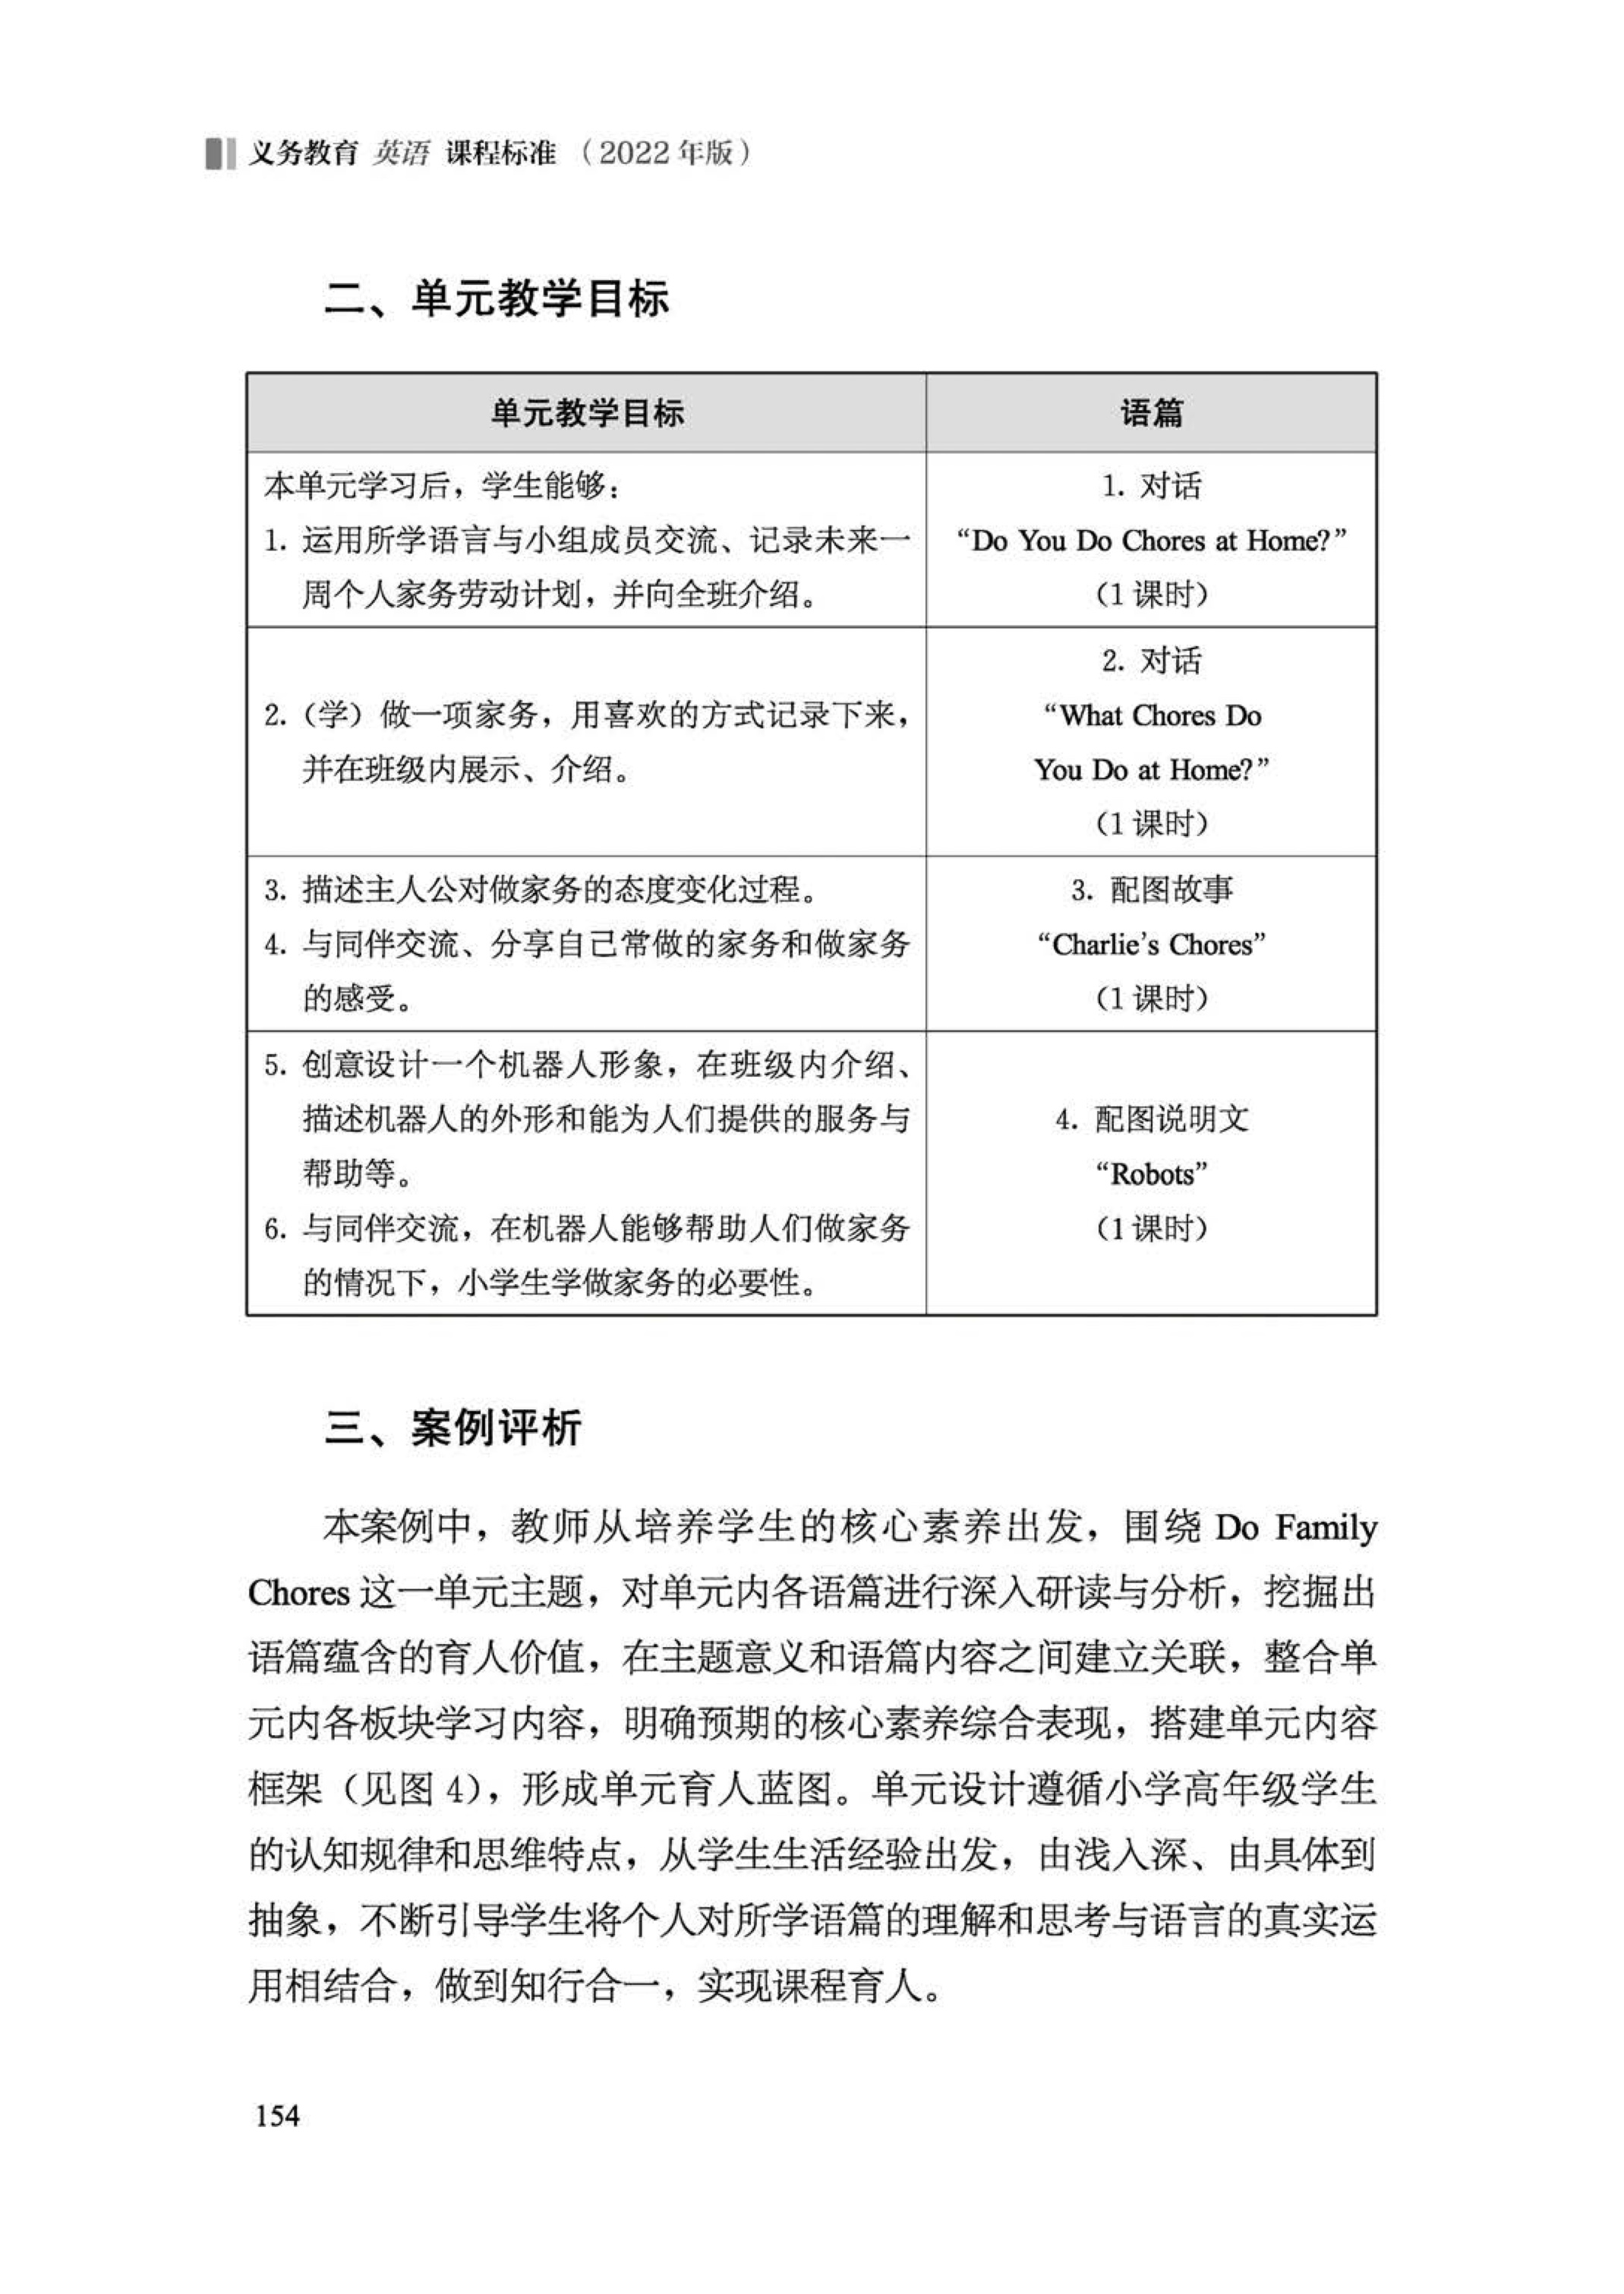 义务教育 英语 课程标准（2022 年版）
二、单元教学目标
单元教学目标
语篇
本单元学习后，学生能够：
1. 运用所学语言与小组成员交流、记录未来一
周个人家务劳动计划，并向全班介绍。
1. 对话
“Do You Do Chores at Home?”
（1 课时）
2.（学）做一项家务，用喜欢的方式记录下来，
并在班级内展示、介绍。
2. 对话
“What Chores Do
You Do at Home?”
（1 课时）
3. 描述主人公对做家务的态度变化过程。
4. 与同伴交流、分享自己常做的家务和做家务
的感受。
3. 配图故事
“Charlie’s Chores”
（1 课时）
5. 创意设计一个机器人形象，在班级内介绍、
描述机器人的外形和能为人们提供的服务与
帮助等。
6. 与同伴交流，在机器人能够帮助人们做家务
的情况下，小学生学做家务的必要性。
4. 配图说明文
“Robots”
（1 课时）
三、案例评析
本案例中，教师从培养学生的核心素养出发，围绕 Do Family
Chores 这一单元主题，对单元内各语篇进行深入研读与分析，挖掘出
语篇蕴含的育人价值，在主题意义和语篇内容之间建立关联，整合单
元内各板块学习内容，明确预期的核心素养综合表现，搭建单元内容
框架（见图 4），形成单元育人蓝图。单元设计遵循小学高年级学生
的认知规律和思维特点，从学生生活经验出发，由浅入深、由具体到
抽象，不断引导学生将个人对所学语篇的理解和思考与语言的真实运
用相结合，做到知行合一，实现课程育人。
154